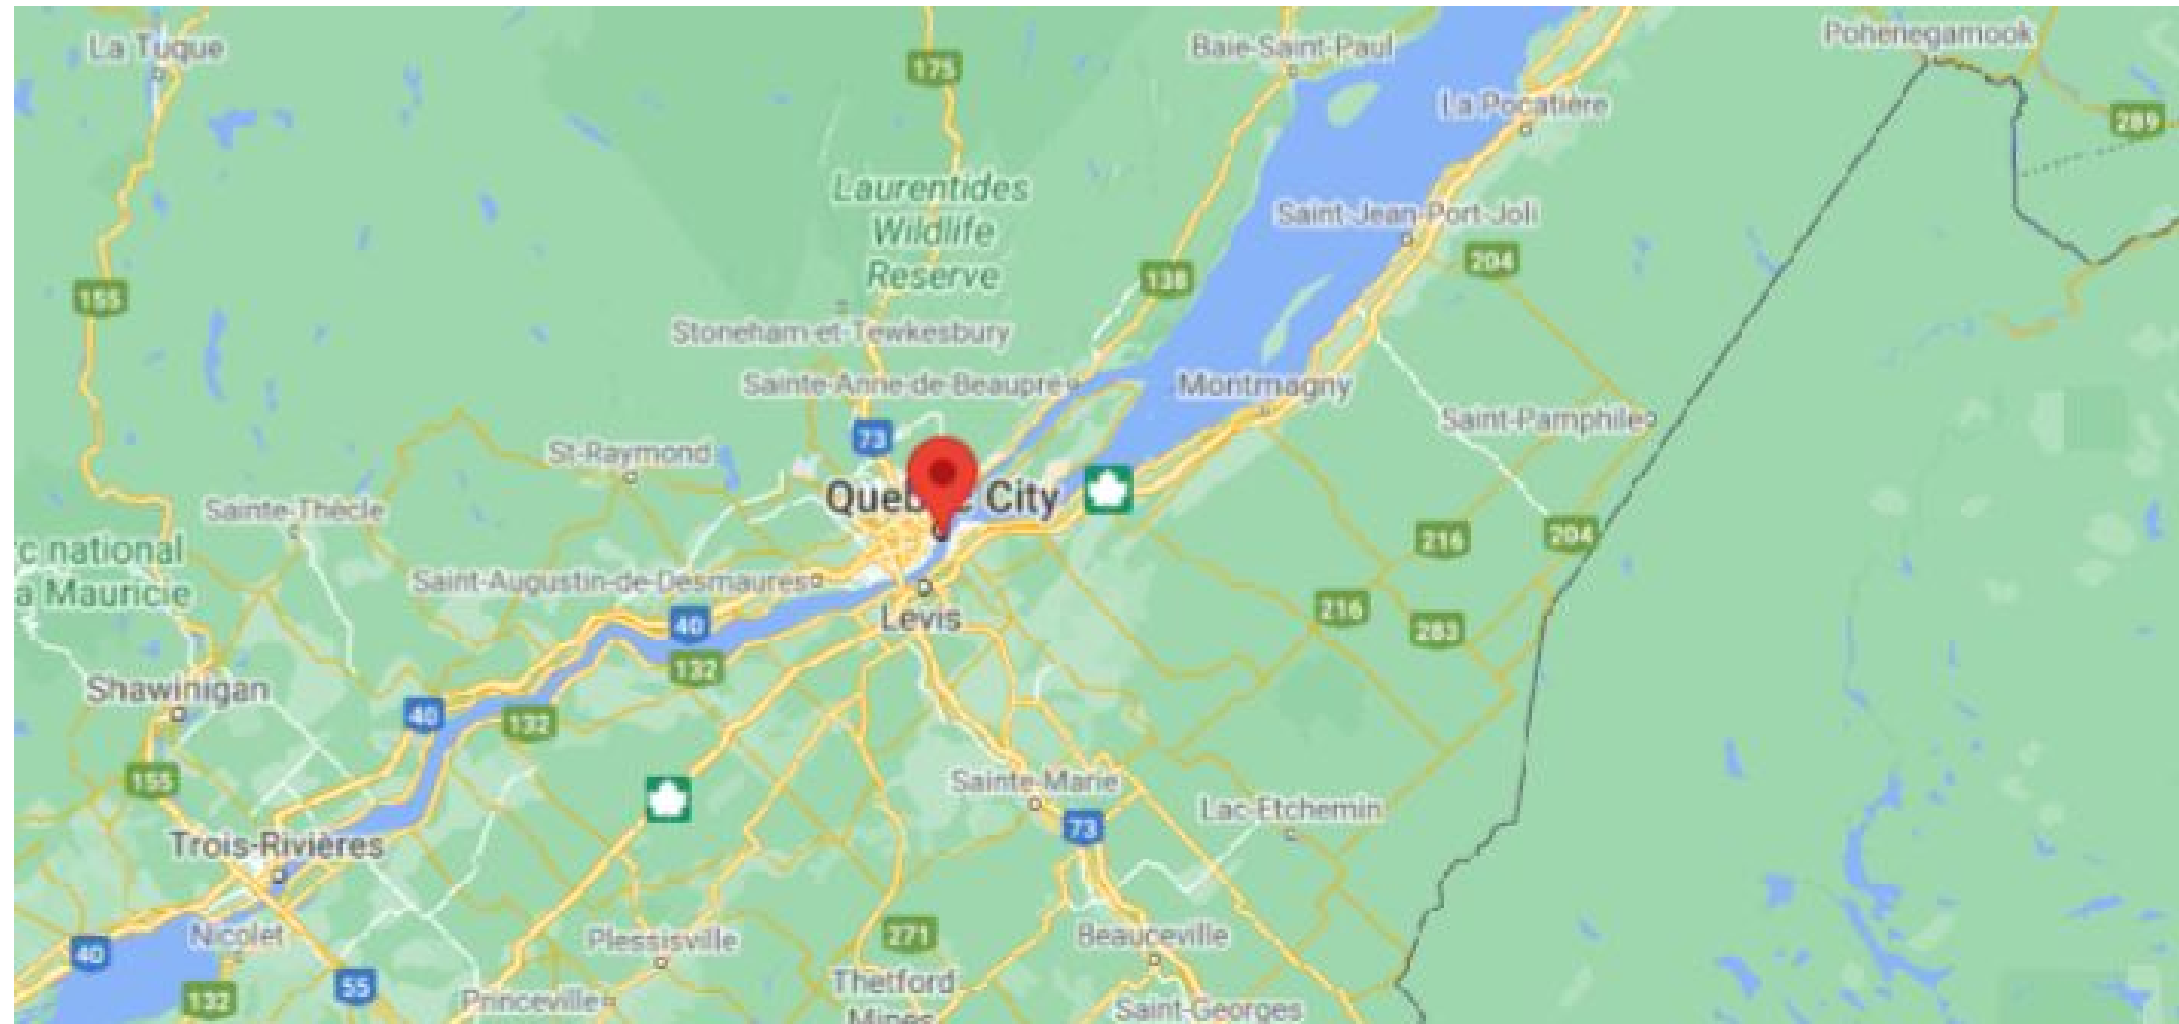 La Tuque
175
Baie-Saint-Paul
Pohenegamook
La Pocatière
289
Laurentides
Wildlife
Reserve
Saint-Jean-Port-Joli
204
138
155
Stoneham-et-Tewkesbury
Sainte-Anne-de-Beaupré
Montmagny
Saint-Pamphile
73
St-Raymond
Quebec City
Sainte-Thècle
216
204
c national
a Mauricie
Saint-Augustin-de-Desmaures
40
Levis
216
283
132
Shawinigan
40
132
155
Sainte-Marie
73
Lac-Etchemin
Trois-Rivières
Nicolet
Plessisville
271
Beauceville
40
55
132
Princeville
Thetford
Mines
Saint-Georges